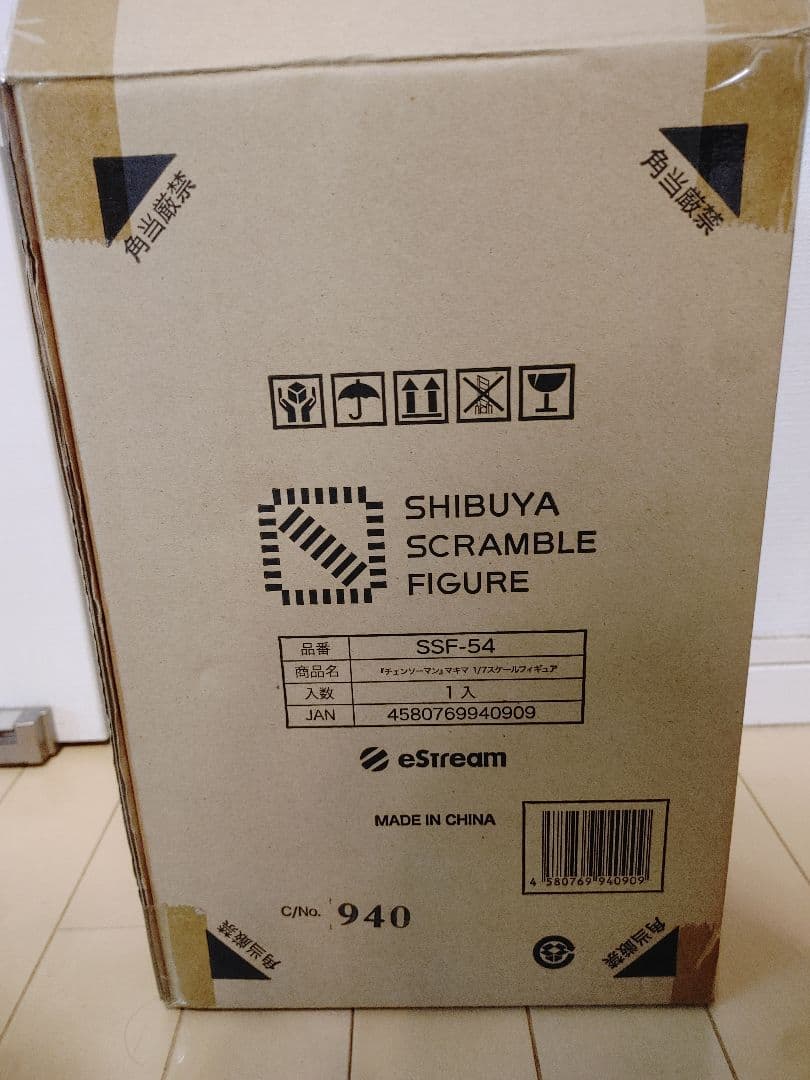 角当厳禁
角当厳禁
SHIBUYA
SCRAMBLE
FIGURE
品番 SSF-54
商品名 『チェンソーマン』マキマ 1/7スケールフィギュア
入数 1入
JAN 4580769940909
eStream
MADE IN CHINA
4 580769 940909
C/No. 940
角当厳禁
角当厳禁